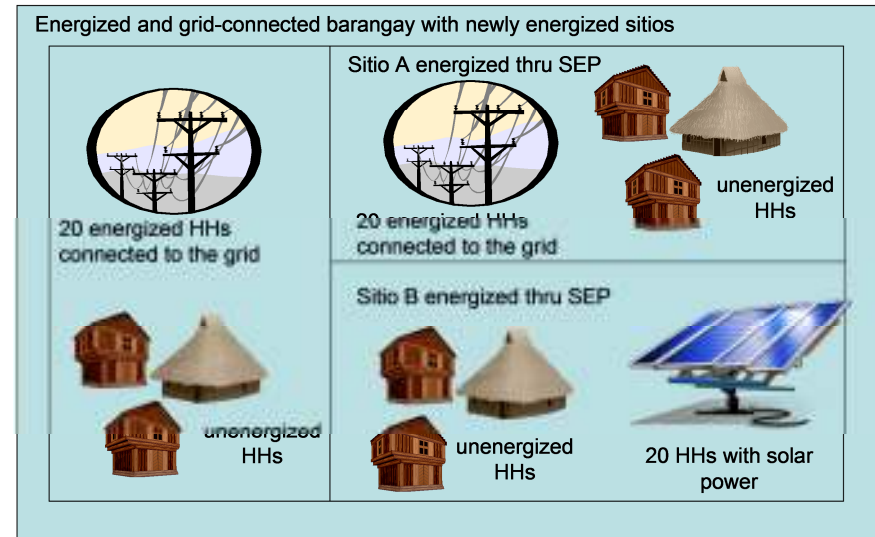 Energized and grid-connected barangay with newly energized sitios
20 energized HHs
connected to the grid
unenergized
HHs
Sitio A energized thru SEP
20 energized HHs
connected to the grid
unenergized
HHs
Sitio B energized thru SEP
unenergized
HHs
20 HHs with solar
power